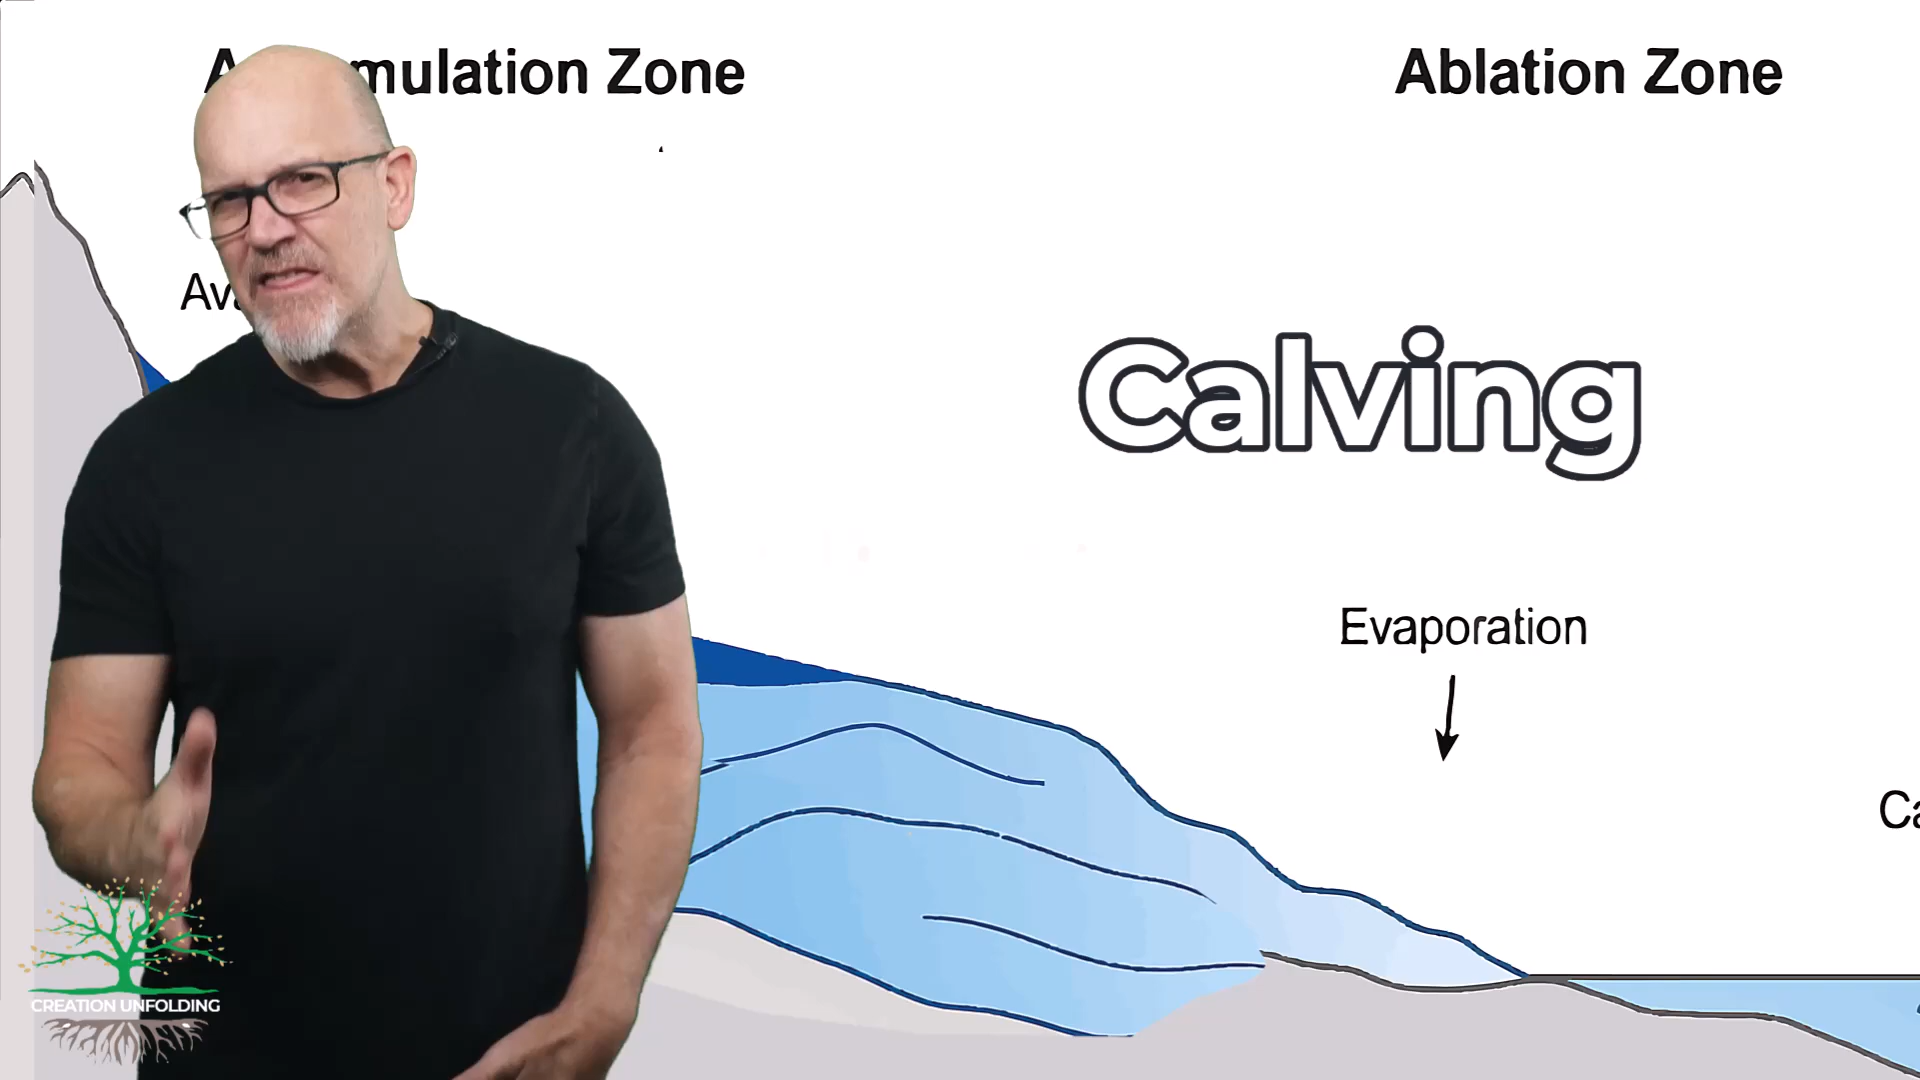 mulation Zone
Ablation Zone
Calving
Evaporation
CREATION UNFOLDING